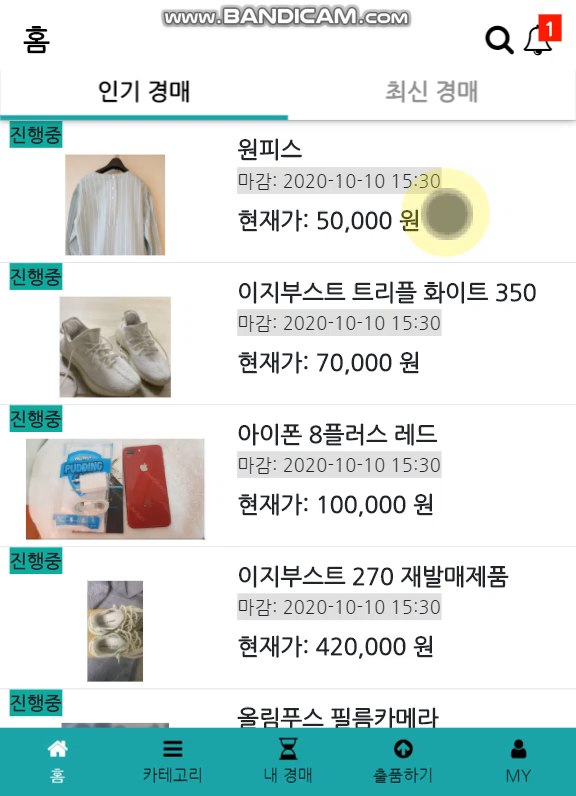 www.BANDICAM.com
홈
1
인기 경매
최신 경매
진행중
원피스
마감: 2020-10-10 15:30
현재가: 50,000 원
진행중
이지부스트 트리플 화이트 350
마감: 2020-10-10 15:30
현재가: 70,000 원
진행중
아이폰 8플러스 레드
마감: 2020-10-10 15:30
현재가: 100,000 원
PUDDING
진행중
이지부스트 270 재발매제품
마감: 2020-10-10 15:30
현재가: 420,000 원
진행중
올림푸스 필름카메라
홈
카테고리
내 경매
출품하기
MY